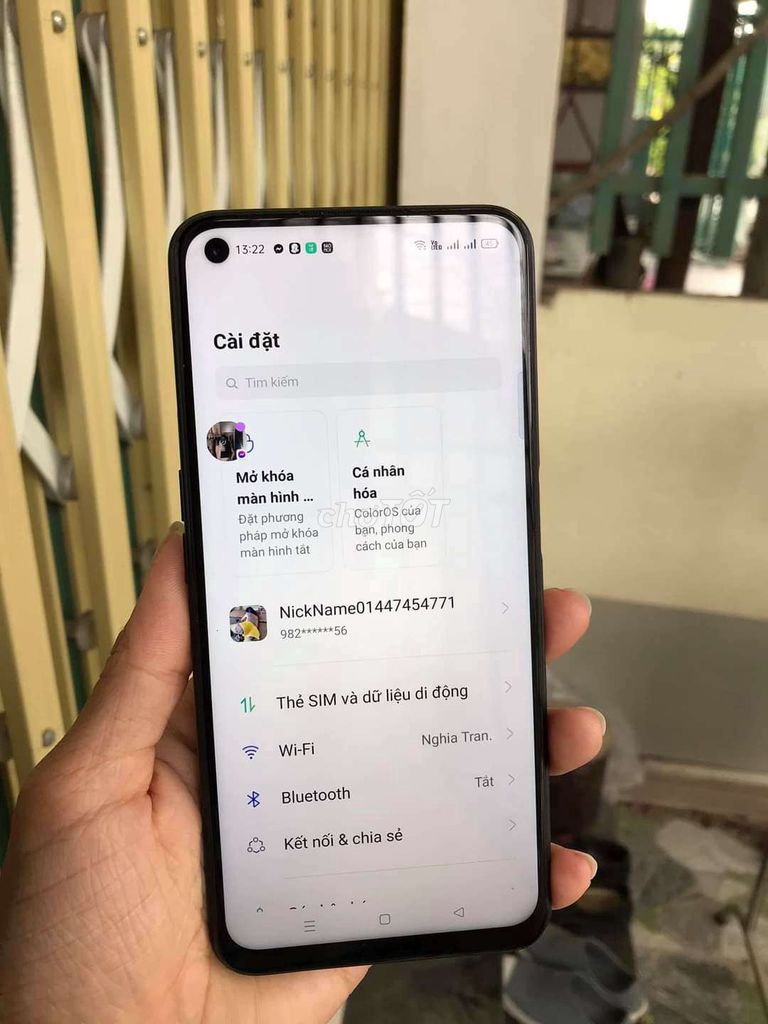 13:22
Cài đặt
Tìm kiếm
Mở khóa
màn hình ...
Đặt phương
pháp mở khóa
màn hình tắt
Cá nhân
hóa
ColorOS của
bạn, phong
cách của bạn
chợTỐT
NickName01447454771
982******56
Thẻ SIM và dữ liệu di động
Wi-Fi
Nghia Tran.
Bluetooth
Tắt
Kết nối & chia sẻ